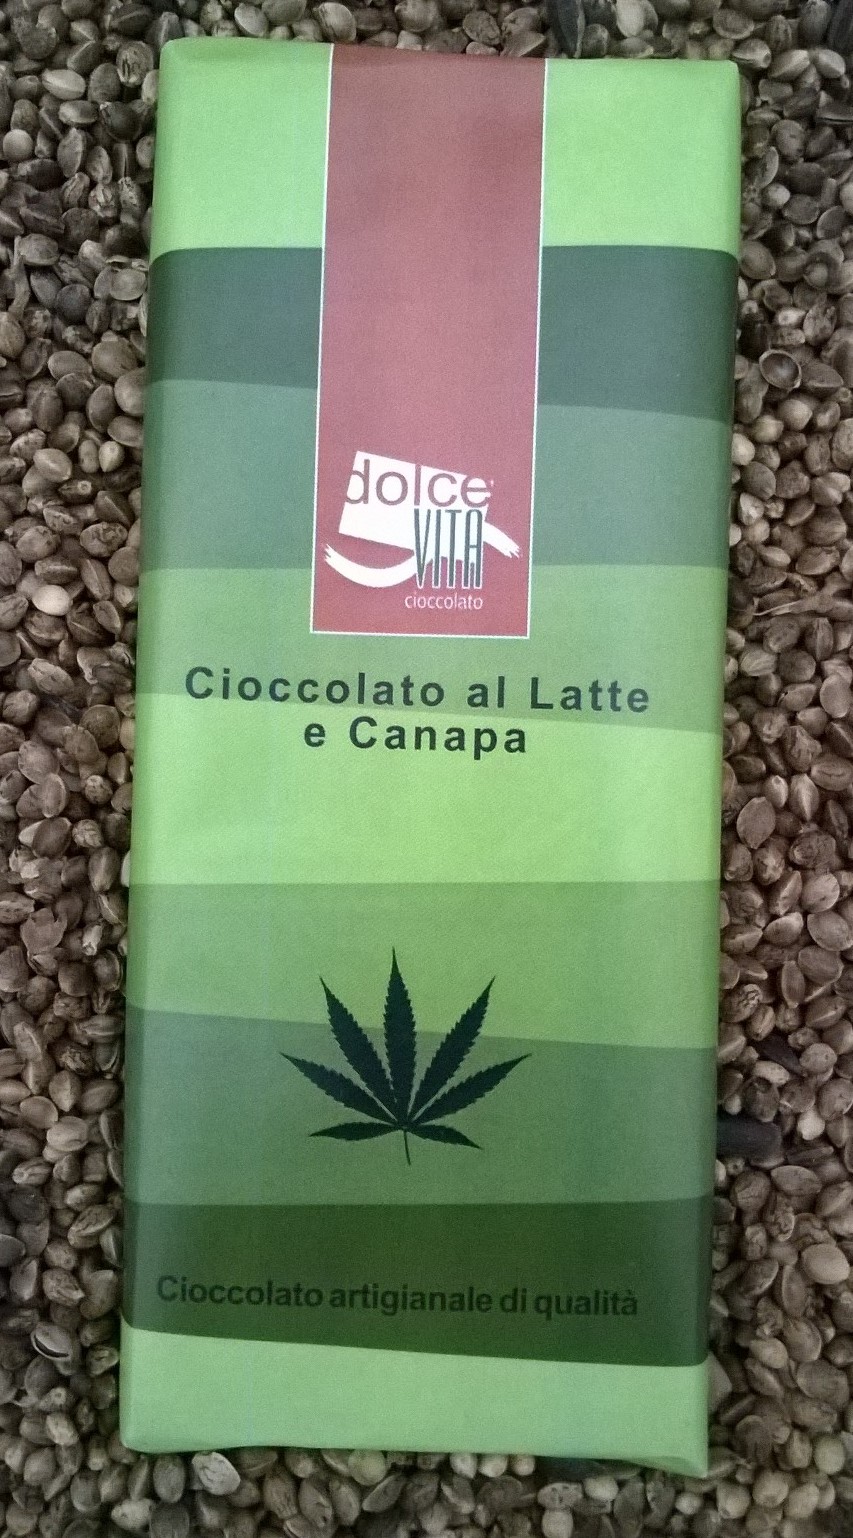 dolce
VITA
cioccolato
Cioccolato al Latte
e Canapa
Cioccolato artigianale di qualità